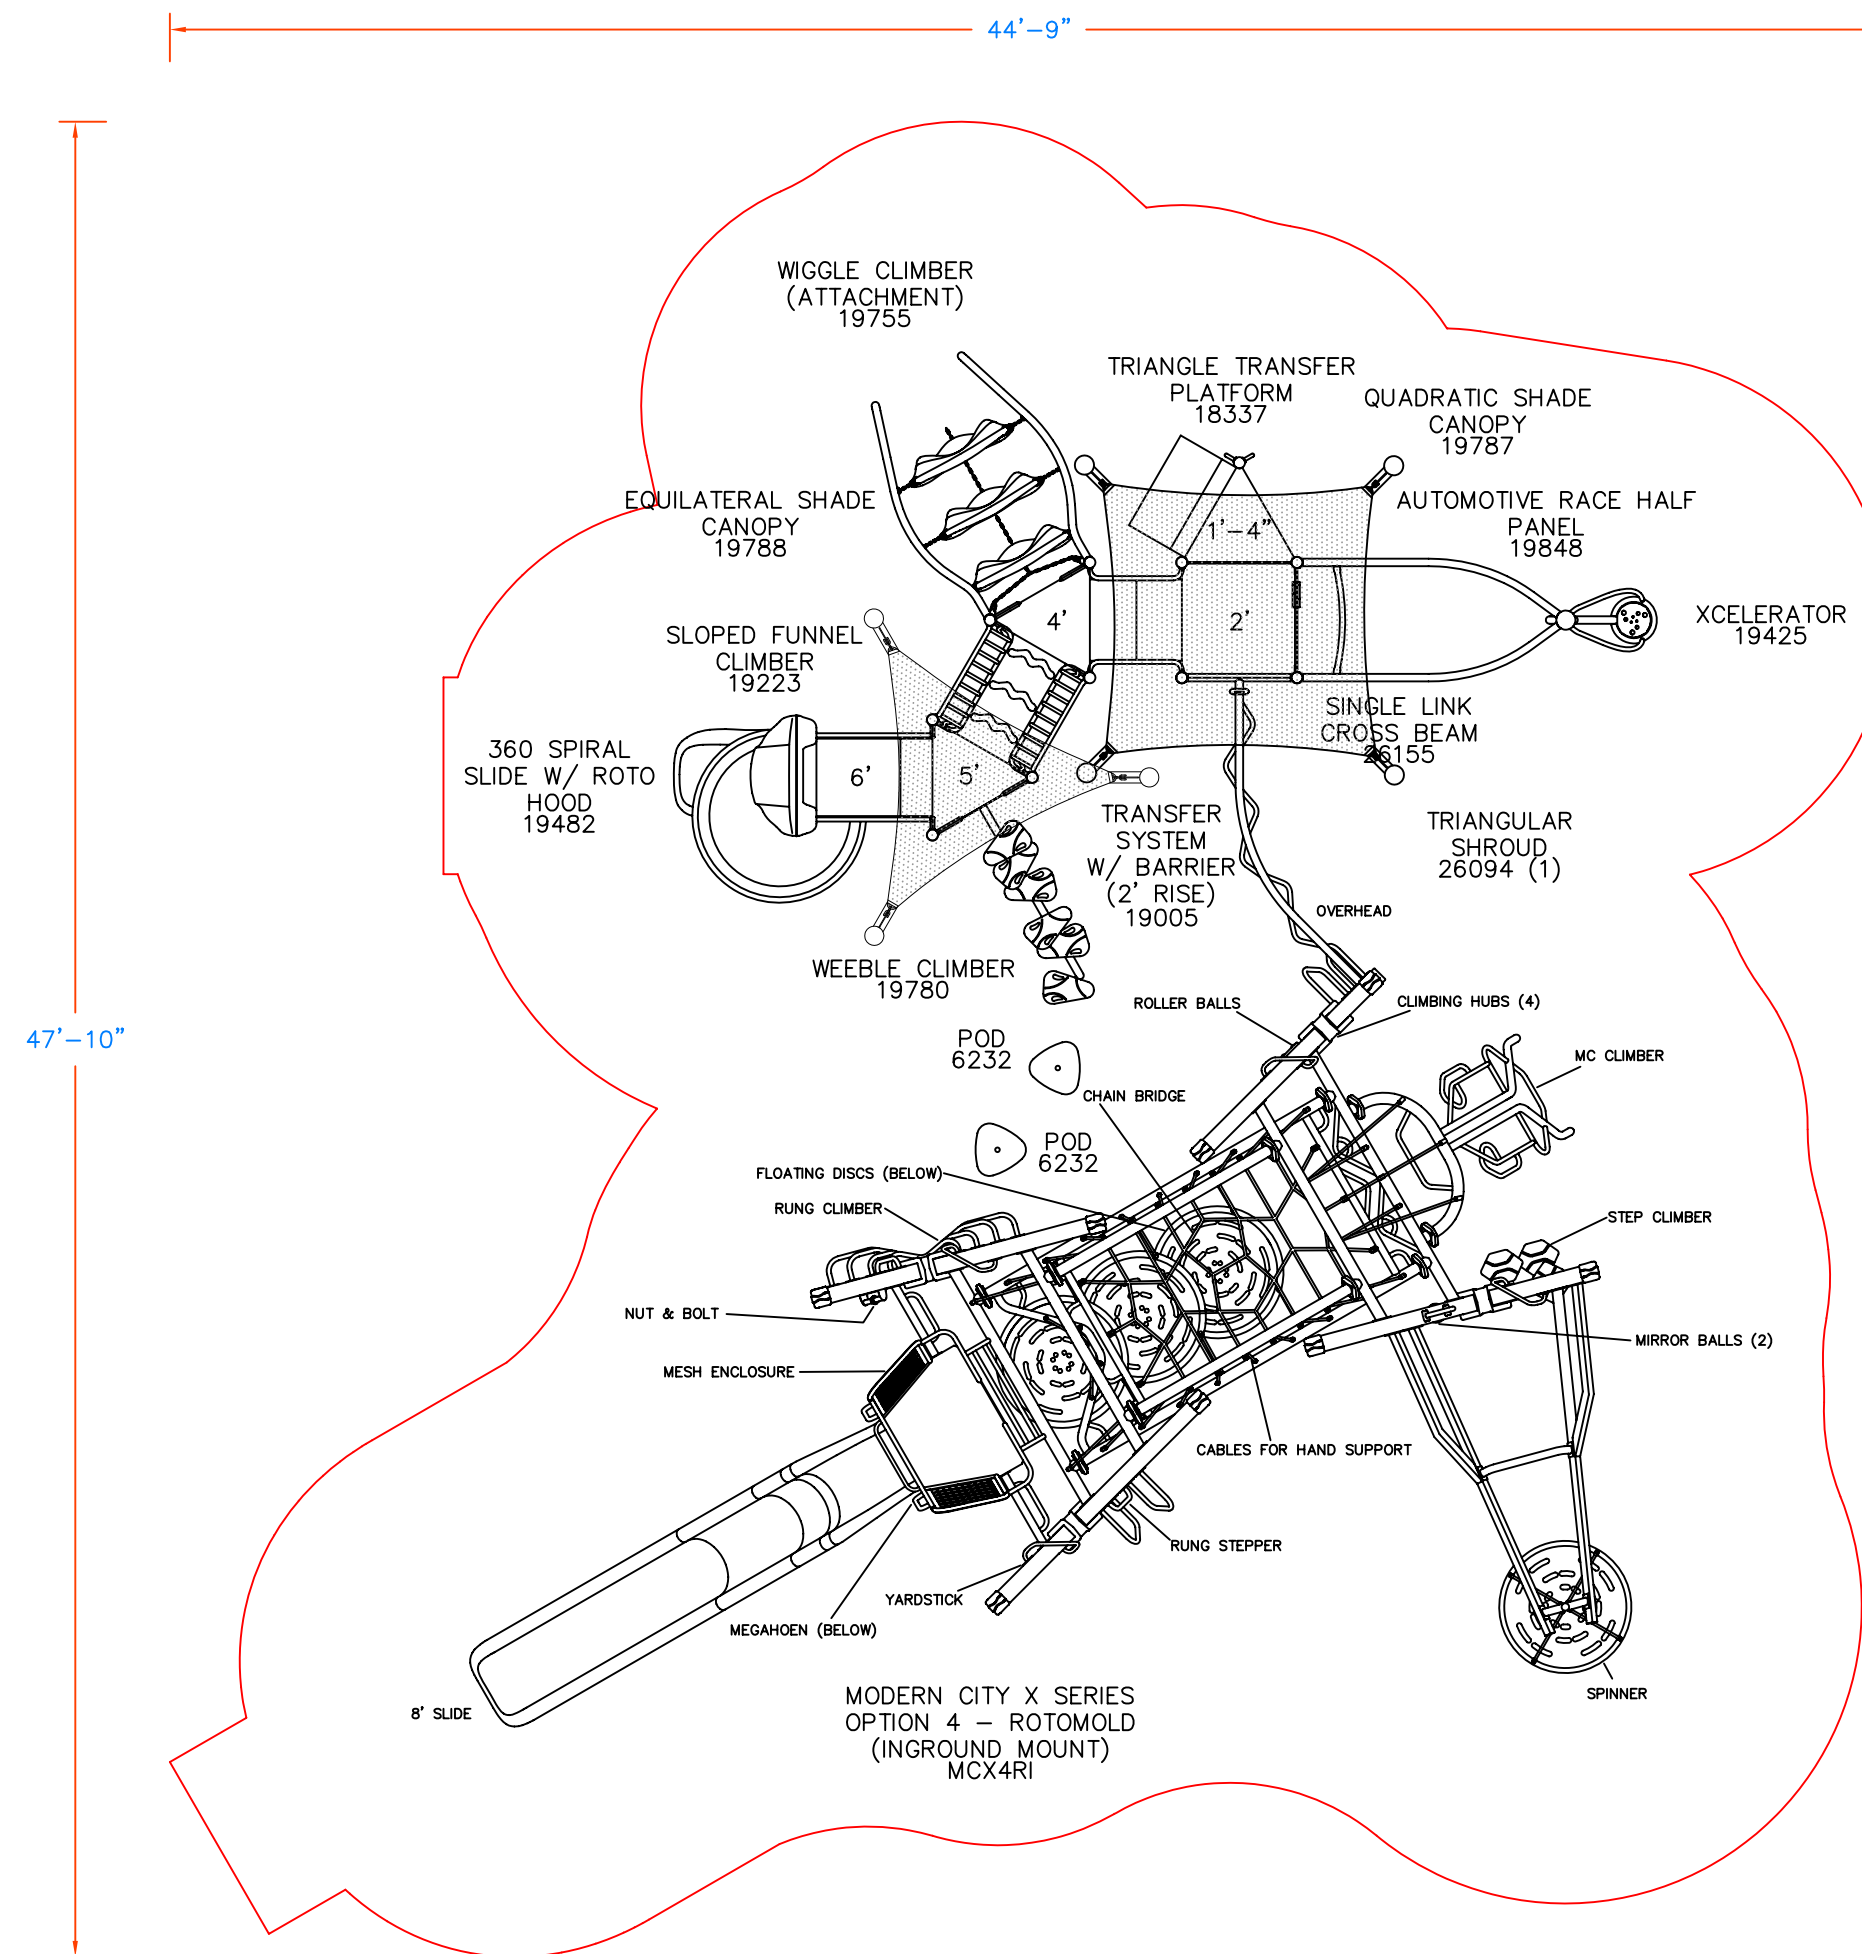 44'-9"
WIGGLE CLIMBER
(ATTACHMENT)
19755
TRIANGLE TRANSFER
PLATFORM
18337
QUADRATIC SHADE
CANOPY
19787
EQUILATERAL SHADE
CANOPY
19788
1'-4"
AUTOMOTIVE RACE HALF
PANEL
19848
4'
2'
XCELERATOR
19425
SLOPED FUNNEL
CLIMBER
19223
SINGLE LINK
CROSS BEAM
26155
360 SPIRAL
SLIDE W/ ROTO
HOOD
19482
6'
5'
TRANSFER
SYSTEM
W/ BARRIER
(2' RISE)
19005
TRIANGULAR
SHROUD
26094 (1)
OVERHEAD
WEEBLE CLIMBER
19780
ROLLER BALLS
CLIMBING HUBS (4)
47'-10"
POD
6232
MC CLIMBER
CHAIN BRIDGE
POD
6232
FLOATING DISCS (BELOW)
RUNG CLIMBER
STEP CLIMBER
NUT & BOLT
MIRROR BALLS (2)
MESH ENCLOSURE
CABLES FOR HAND SUPPORT
RUNG STEPPER
YARDSTICK
MEGAHOEN (BELOW)
SPINNER
8' SLIDE
MODERN CITY X SERIES
OPTION 4 - ROTOMOLD
(INGROUND MOUNT)
MCX4RI